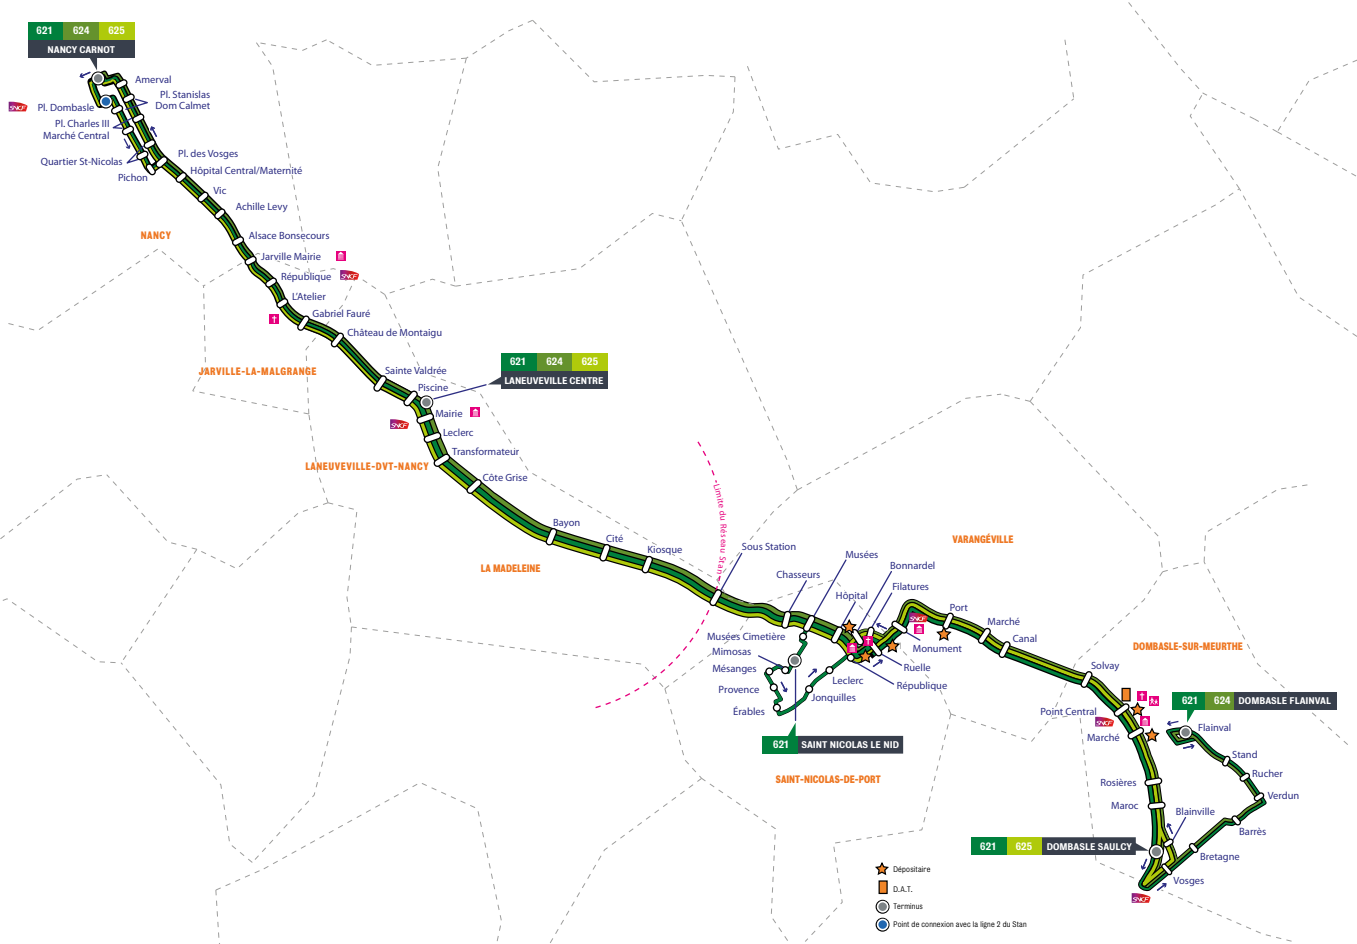 621 624 625
NANCY CARNOT
Amerval
Pl. Stanislas
Dom Calmet
SNCF
Pl. Dombasle
Pl. Charles III
Marché Central
Quartier St-Nicolas
Pichon
Pl. des Vosges
Hôpital Central/Maternité
Vic
Achille Levy
NANCY
Alsace Bonsecours
Jarville Mairie
République
SNCF
L'Atelier
Gabriel Fauré
Château de Montaigu
JARVILLE-LA-MALGRANGE
Sainte Valdrée
621 624 625
LANEUVEVILLE CENTRE
Piscine
Mairie
SNCF
Leclerc
Transformateur
LANEUVEVILLE-DVT-NANCY
Côte Grise
Bayon
Cité
Kiosque
LA MADELEINE
Limite du Réseau Stan
Sous Station
Chasseurs
Musées
Hôpital
Bonnardel
Filatures
VARANGÉVILLE
SNCF
Port
Marché
Canal
Monument
Ruelle
République
Musées Cimetière
Mimosas
Mésanges
Provence
Érables
Leclerc
Jonquilles
621 SAINT NICOLAS LE NID
SAINT-NICOLAS-DE-PORT
DOMBASLE-SUR-MEURTHE
Solvay
Point Central
SNCF
Marché
621 624 DOMBASLE FLAINVAL
Flainval
Stand
Rucher
Verdun
Barrès
Bretagne
Rosières
Maroc
Blainville
621 625 DOMBASLE SAULCY
Vosges
SNCF
Dépositaire
D.A.T.
Terminus
Point de connexion avec la ligne 2 du Stan